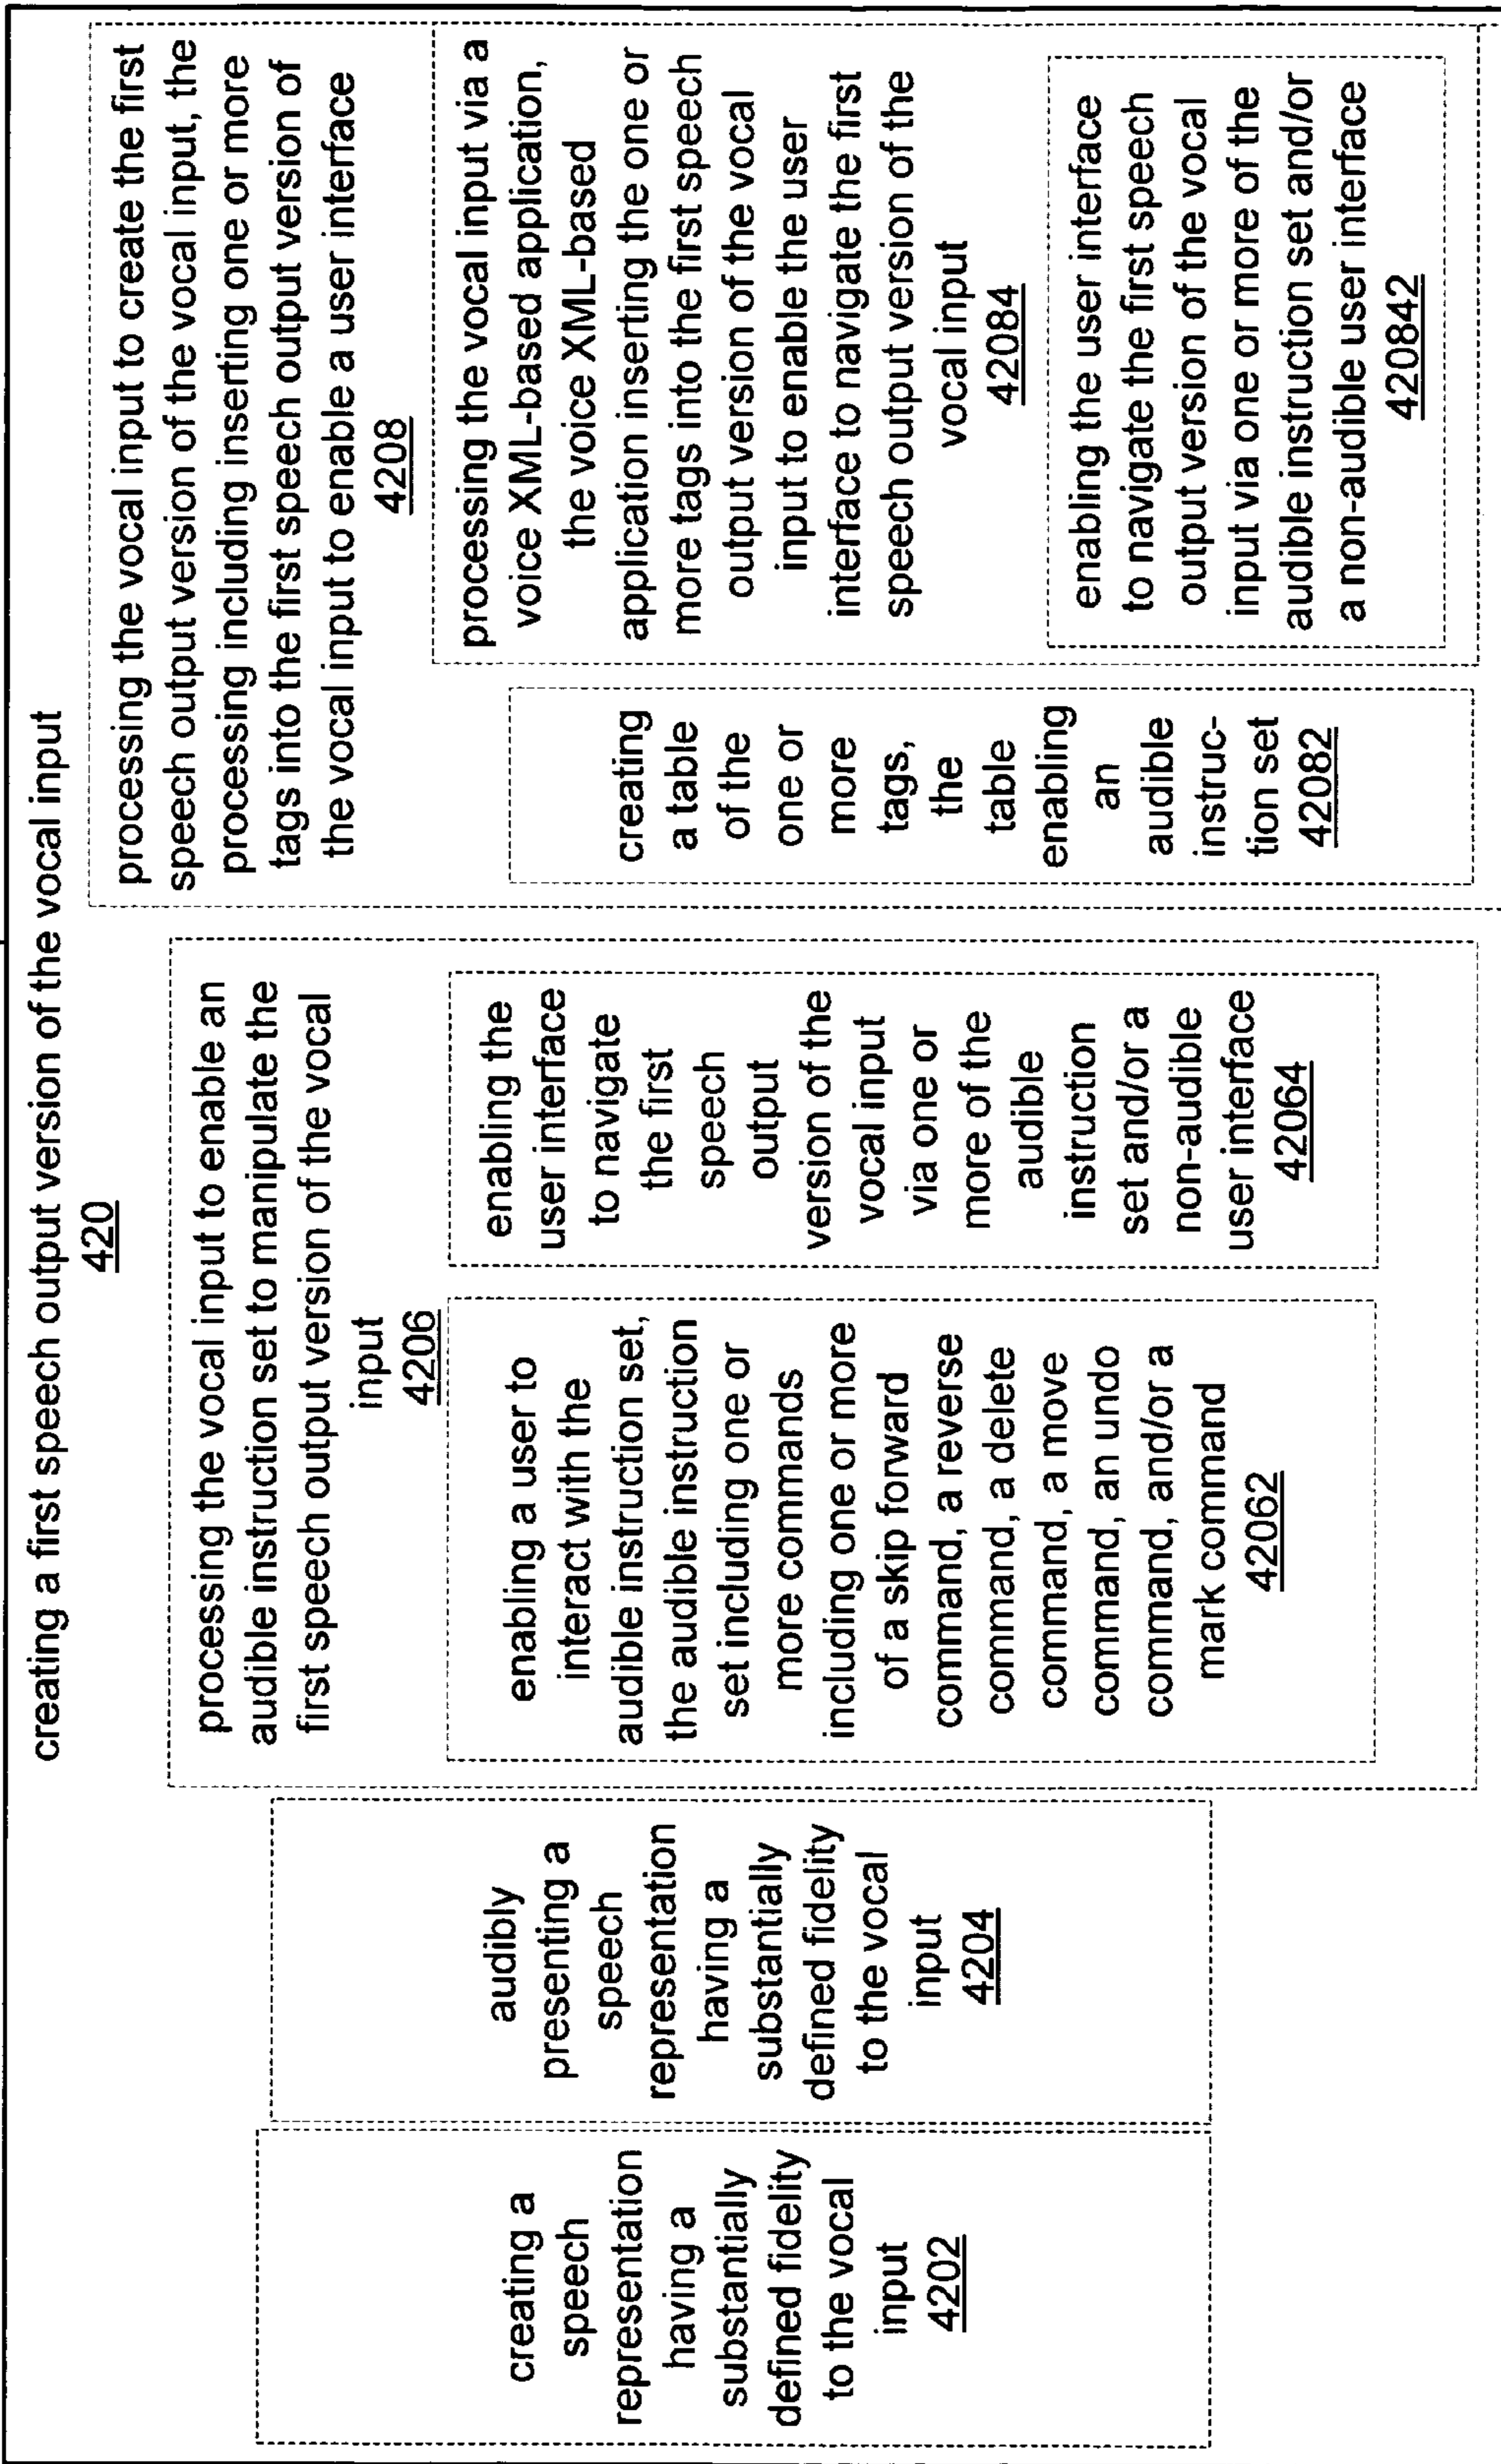 creating a first speech output version of the vocal input
420
creating a
speech
representation
having a
substantially
defined fidelity
to the vocal
input
4202
audibly
presenting a
speech
representation
having a
substantially
defined fidelity
to the vocal
input
4204
processing the vocal input to enable an
audible instruction set to manipulate the
first speech output version of the vocal
input
4206
enabling a user to
interact with the
audible instruction set,
the audible instruction
set including one or
more commands
including one or more
of a skip forward
command, a reverse
command, a delete
command, a move
command, an undo
command, and/or a
mark command
42062
enabling the
user interface
to navigate
the first
speech
output
version of the
vocal input
via one or
more of the
audible
instruction
set and/or a
non-audible
user interface
42064
processing the vocal input to create the first
speech output version of the vocal input, the
processing including inserting one or more
tags into the first speech output version of
the vocal input to enable a user interface
4208
creating
a table
of the
one or
more
tags,
the
table
enabling
an
audible
instruc-
tion set
42082
processing the vocal input via a
voice XML-based application,
the voice XML-based
application inserting the one or
more tags into the first speech
output version of the vocal
input to enable the user
interface to navigate the first
speech output version of the
vocal input
42084
enabling the user interface
to navigate the first speech
output version of the vocal
input via one or more of the
audible instruction set and/or
a non-audible user interface
420842